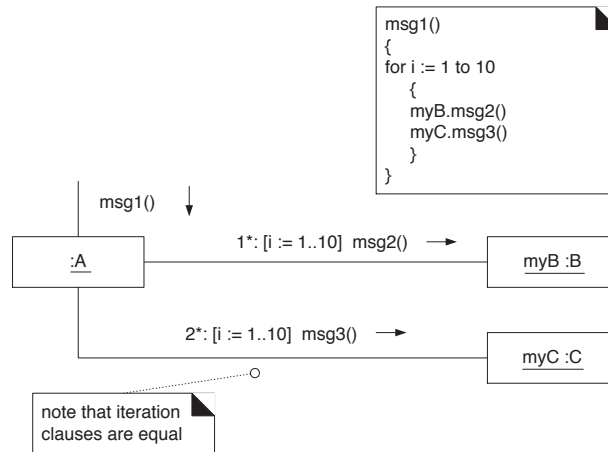 msg1()
{
for i := 1 to 10
{
myB.msg2()
myC.msg3()
}
}
msg1()
:A
1*: [i := 1..10] msg2()
myB :B
2*: [i := 1..10] msg3()
myC :C
note that iteration
clauses are equal